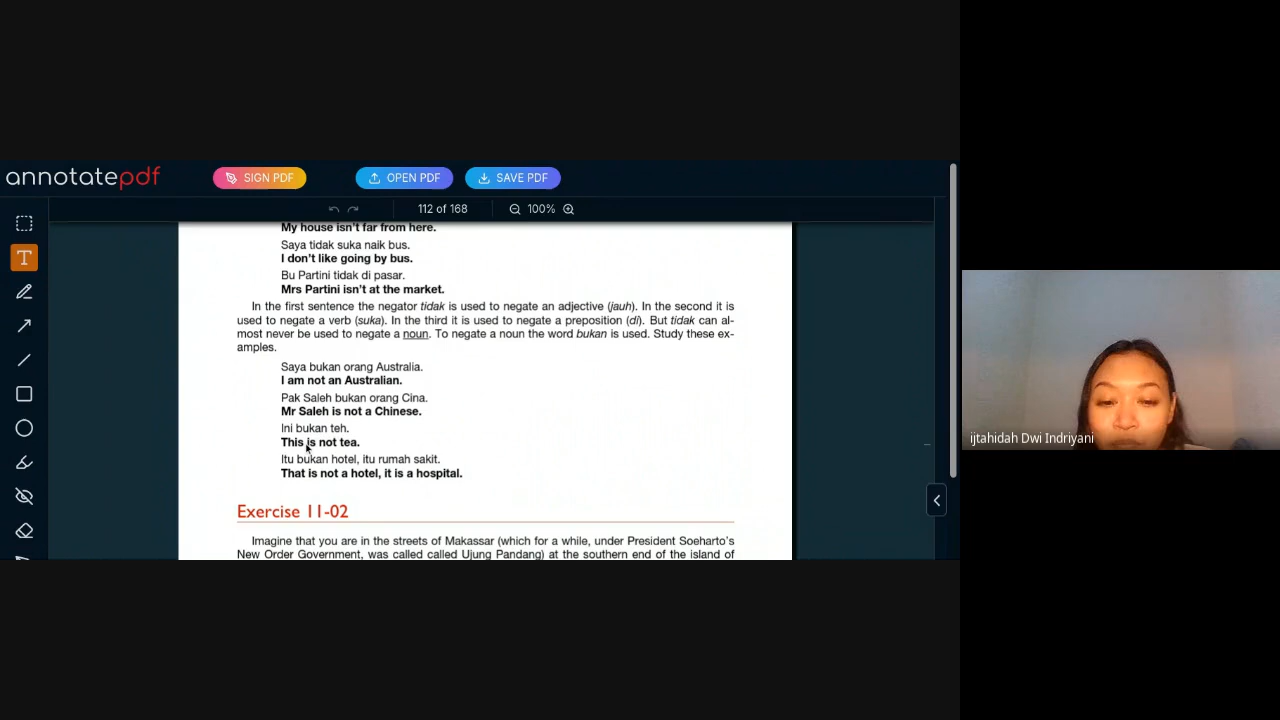 annotatepdf
SIGN PDF
OPEN PDF
SAVE PDF
112 of 168
100%
My house isn't far from here.
Saya tidak suka naik bus.
I don't like going by bus.
Bu Partini tidak di pasar.
Mrs Partini isn't at the market.
In the first sentence the negator tidak is used to negate an adjective (jauh). In the second it is
used to negate a verb (suka). In the third it is used to negate a preposition (di). But tidak can al-
most never be used to negate a noun. To negate a noun the word bukan is used. Study these ex-
amples.
Saya bukan orang Australia.
I am not an Australian.
Pak Saleh bukan orang Cina.
Mr Saleh is not a Chinese.
Ini bukan teh.
This is not tea.
Itu bukan hotel, itu rumah sakit.
That is not a hotel, it is a hospital.
Exercise 11-02
Imagine that you are in the streets of Makassar (which for a while, under President Soeharto's
New Order Government, was called called Ujung Pandang) at the southern end of the island of
ijtahidah Dwi Indriyani